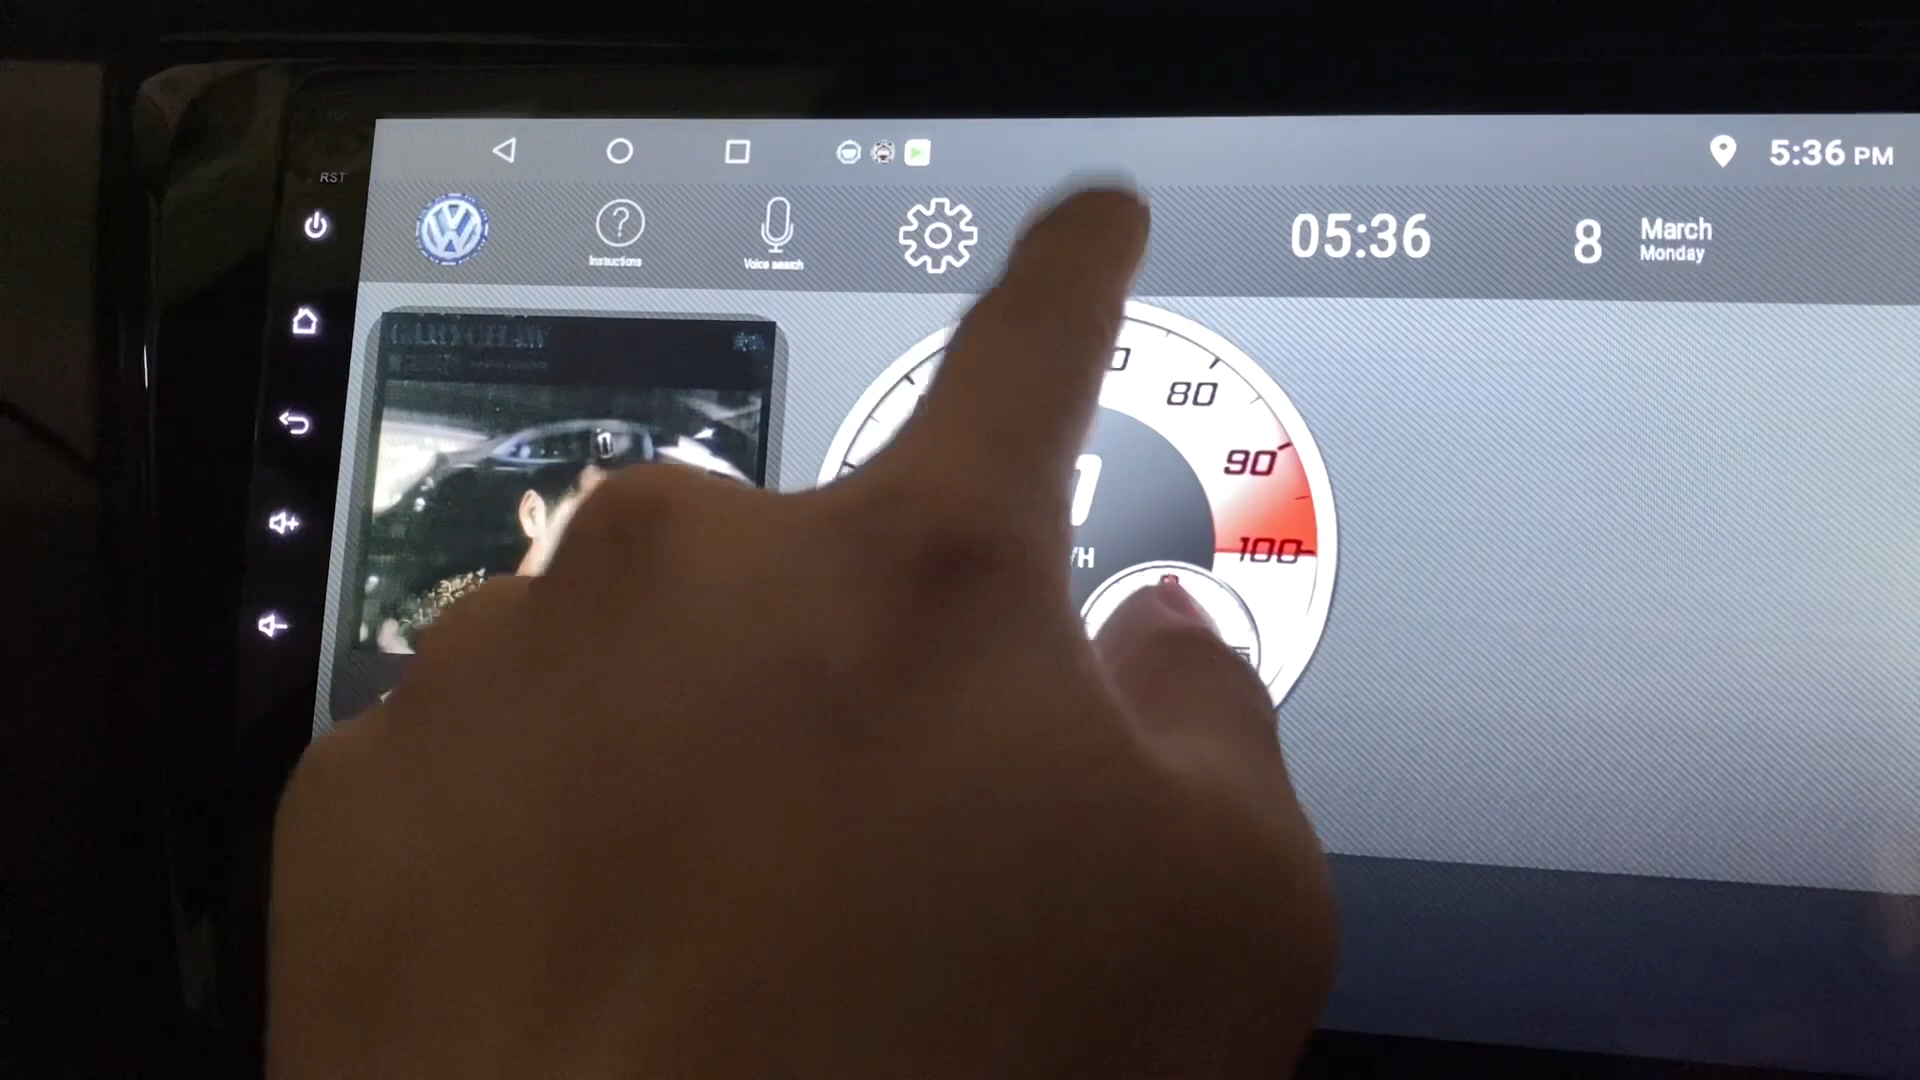 RST
5:36 PM
Instructions
Voice search
05:36
8
March
Monday
80
90
100